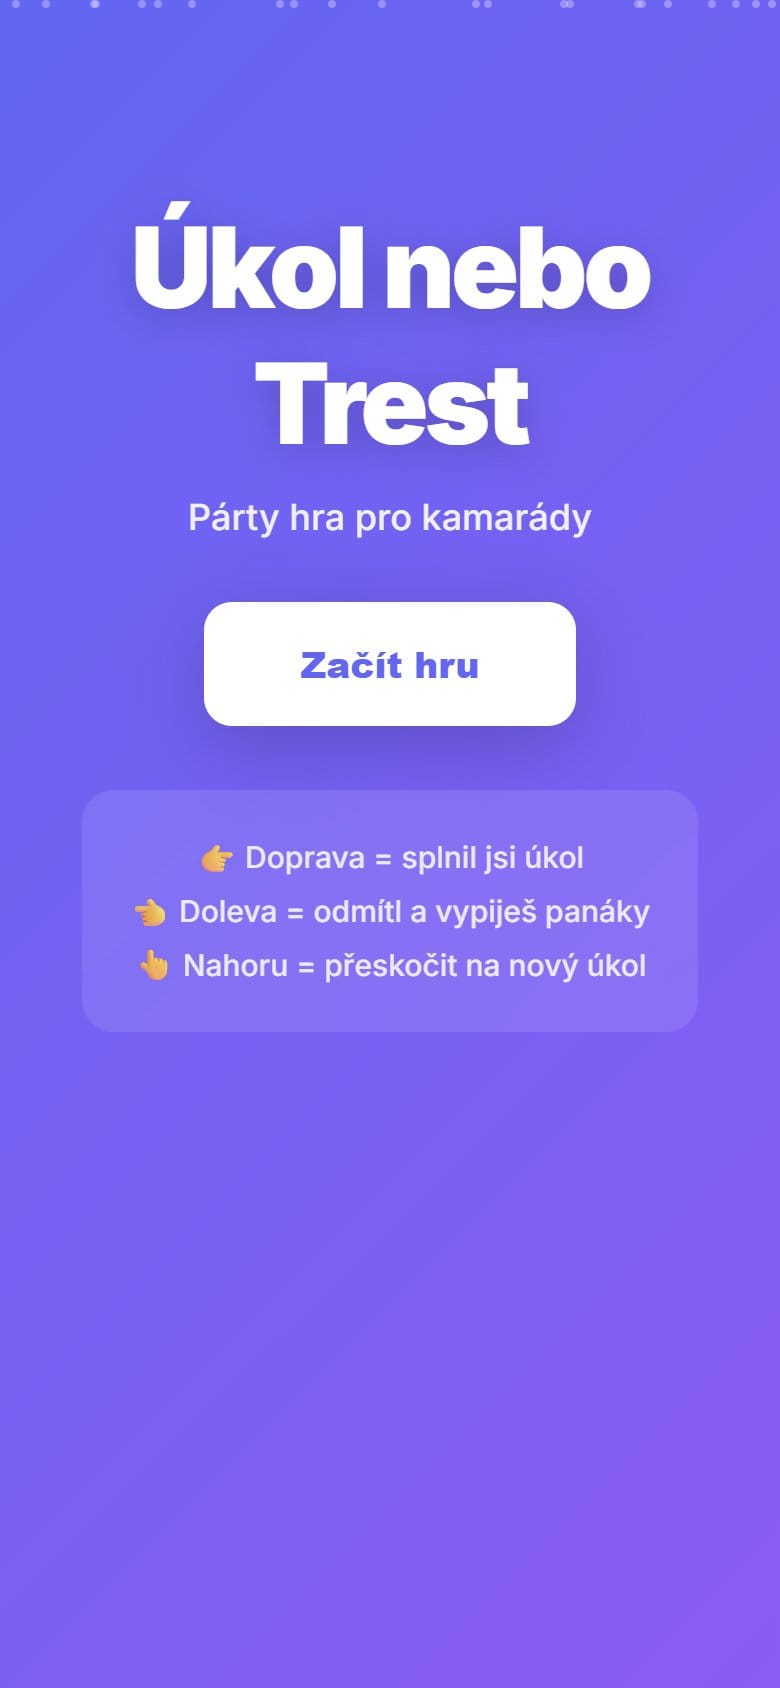 Úkol nebo
Trest
Párty hra pro kamarády
Začít hru
👉 Doprava = splnil jsi úkol
👈 Doleva = odmítl a vypiješ panáky
👆 Nahoru = přeskočit na nový úkol